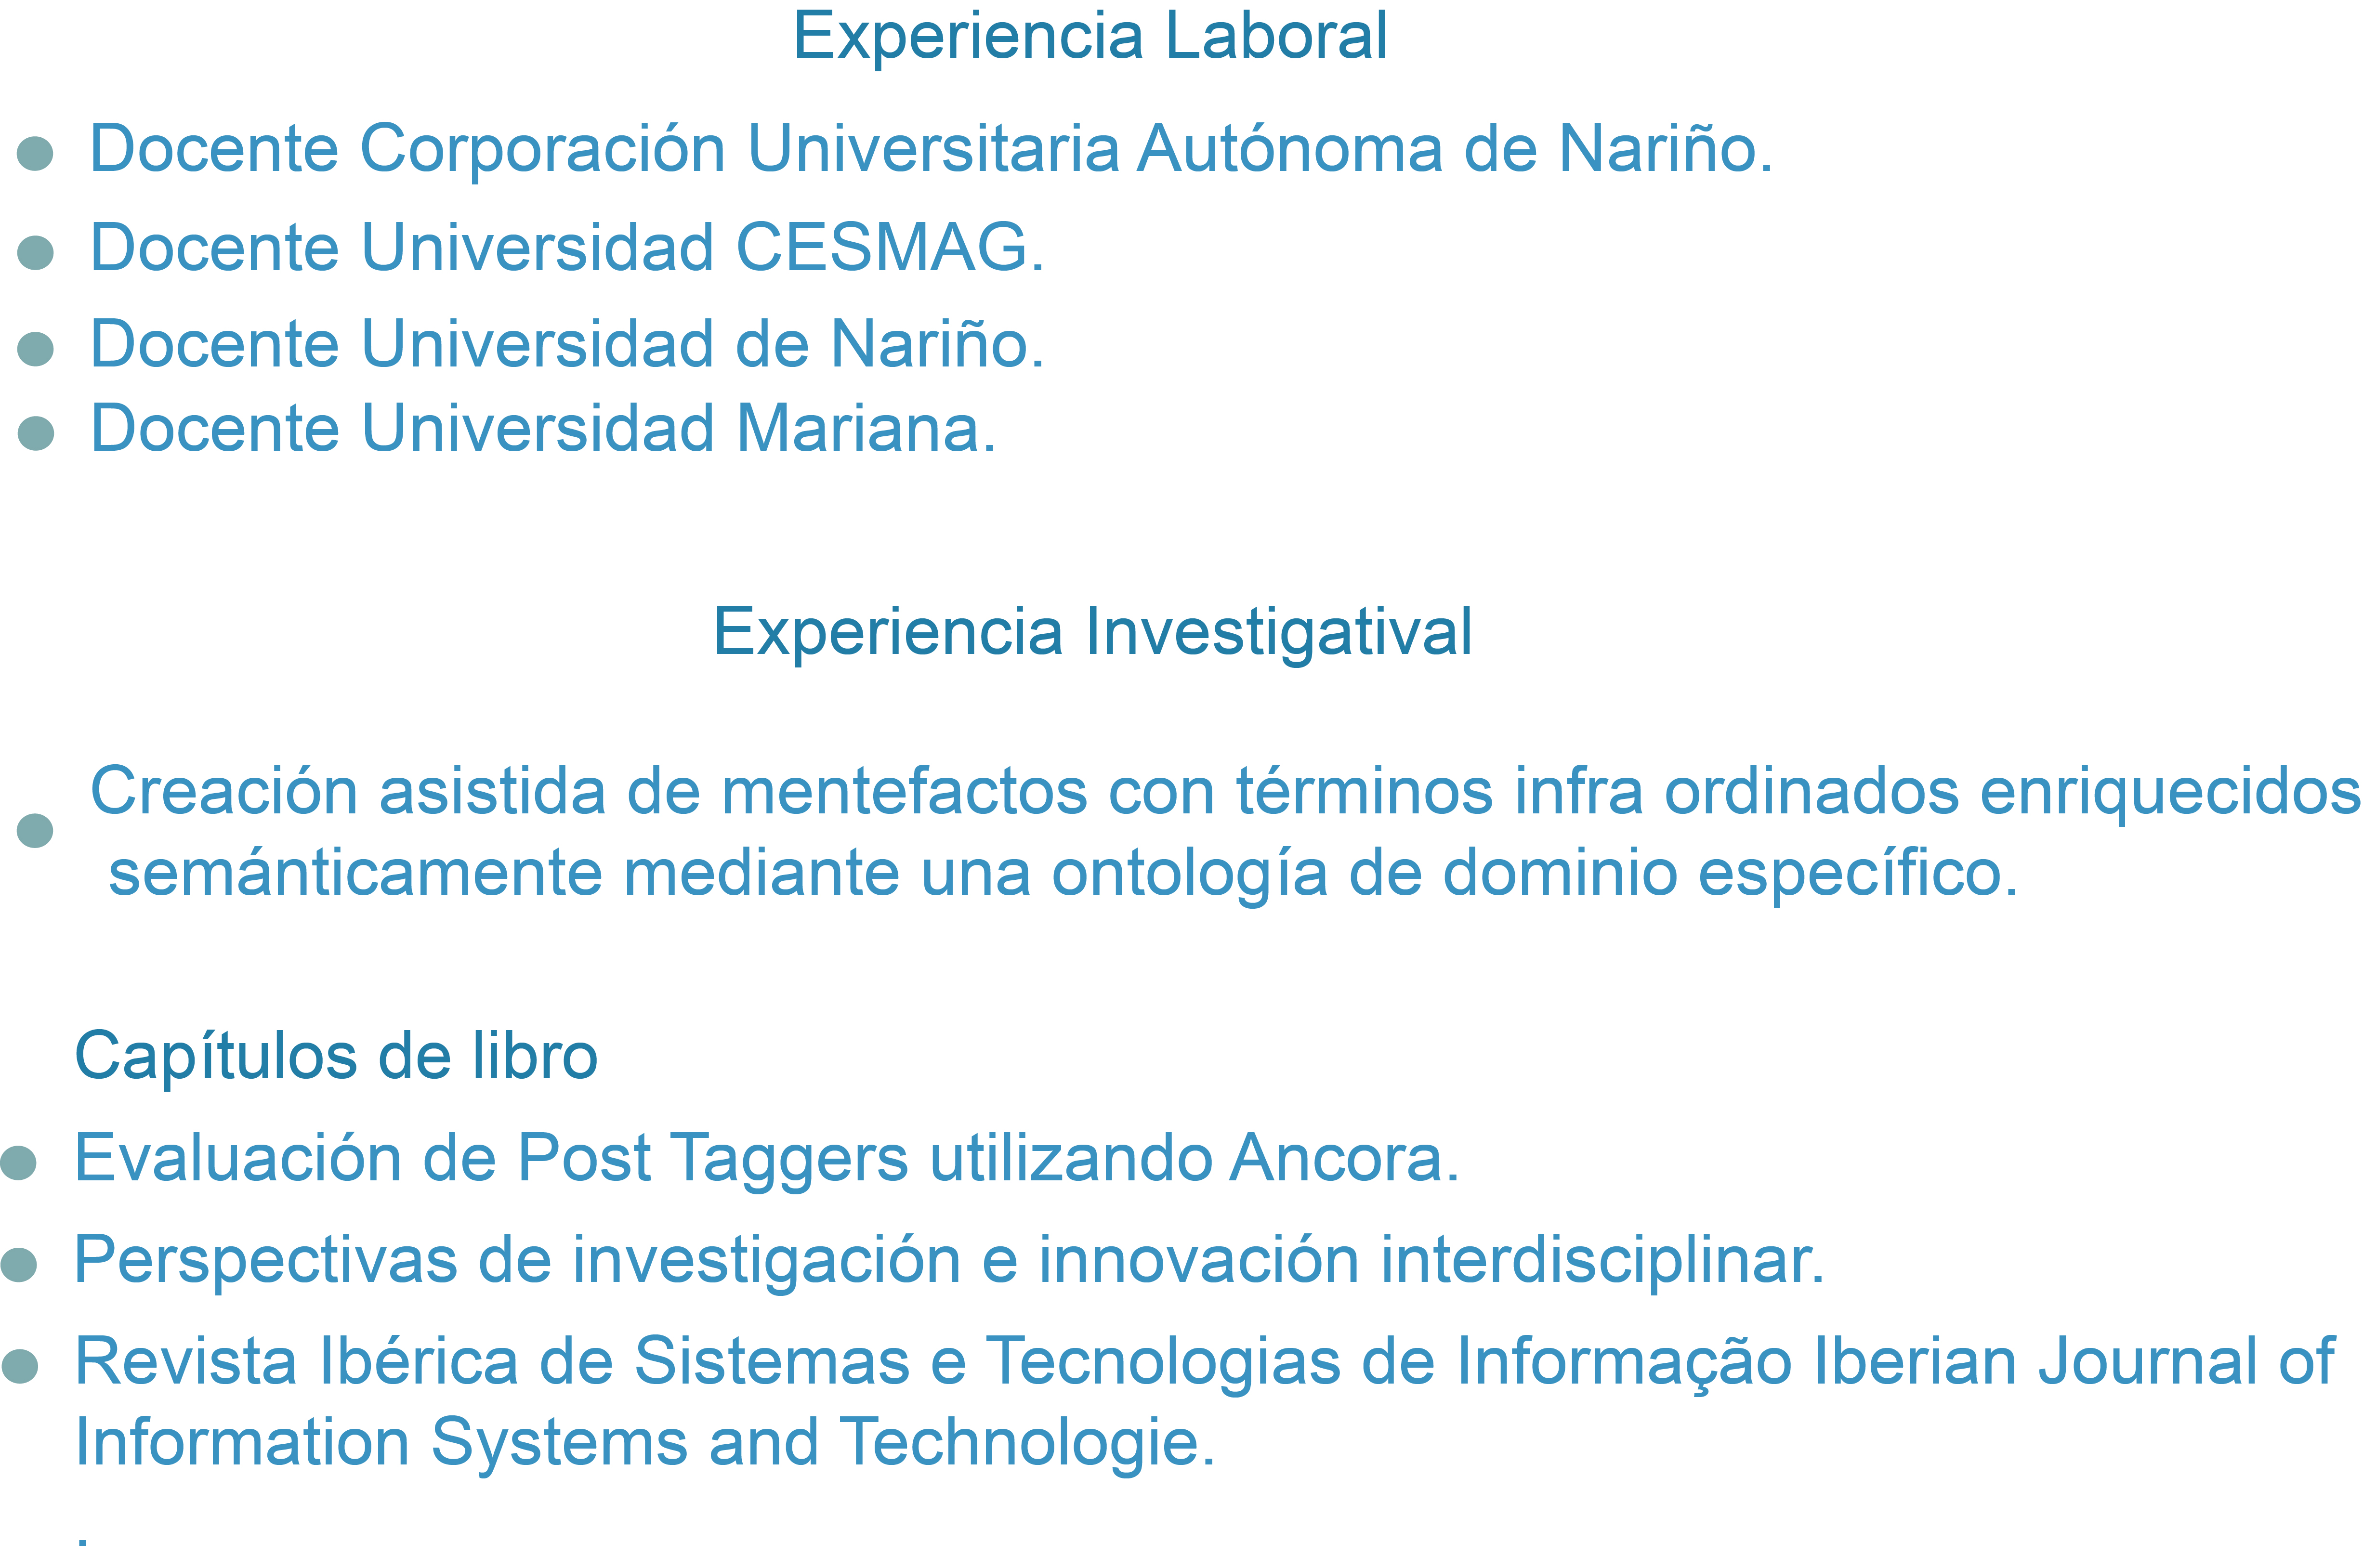 Experiencia Laboral
Docente Corporación Universitaria Autónoma de Nariño.
Docente Universidad CESMAG.
Docente Universidad de Nariño.
Docente Universidad Mariana.
Experiencia Investigatival
Creación asistida de mentefactos con términos infra ordinados enriquecidos
semánticamente mediante una ontología de dominio específico.
Capítulos de libro
Evaluación de Post Taggers utilizando Ancora.
Perspectivas de investigación e innovación interdisciplinar.
Revista Ibérica de Sistemas e Tecnologias de Informação Iberian Journal of
Information Systems and Technologie.
.